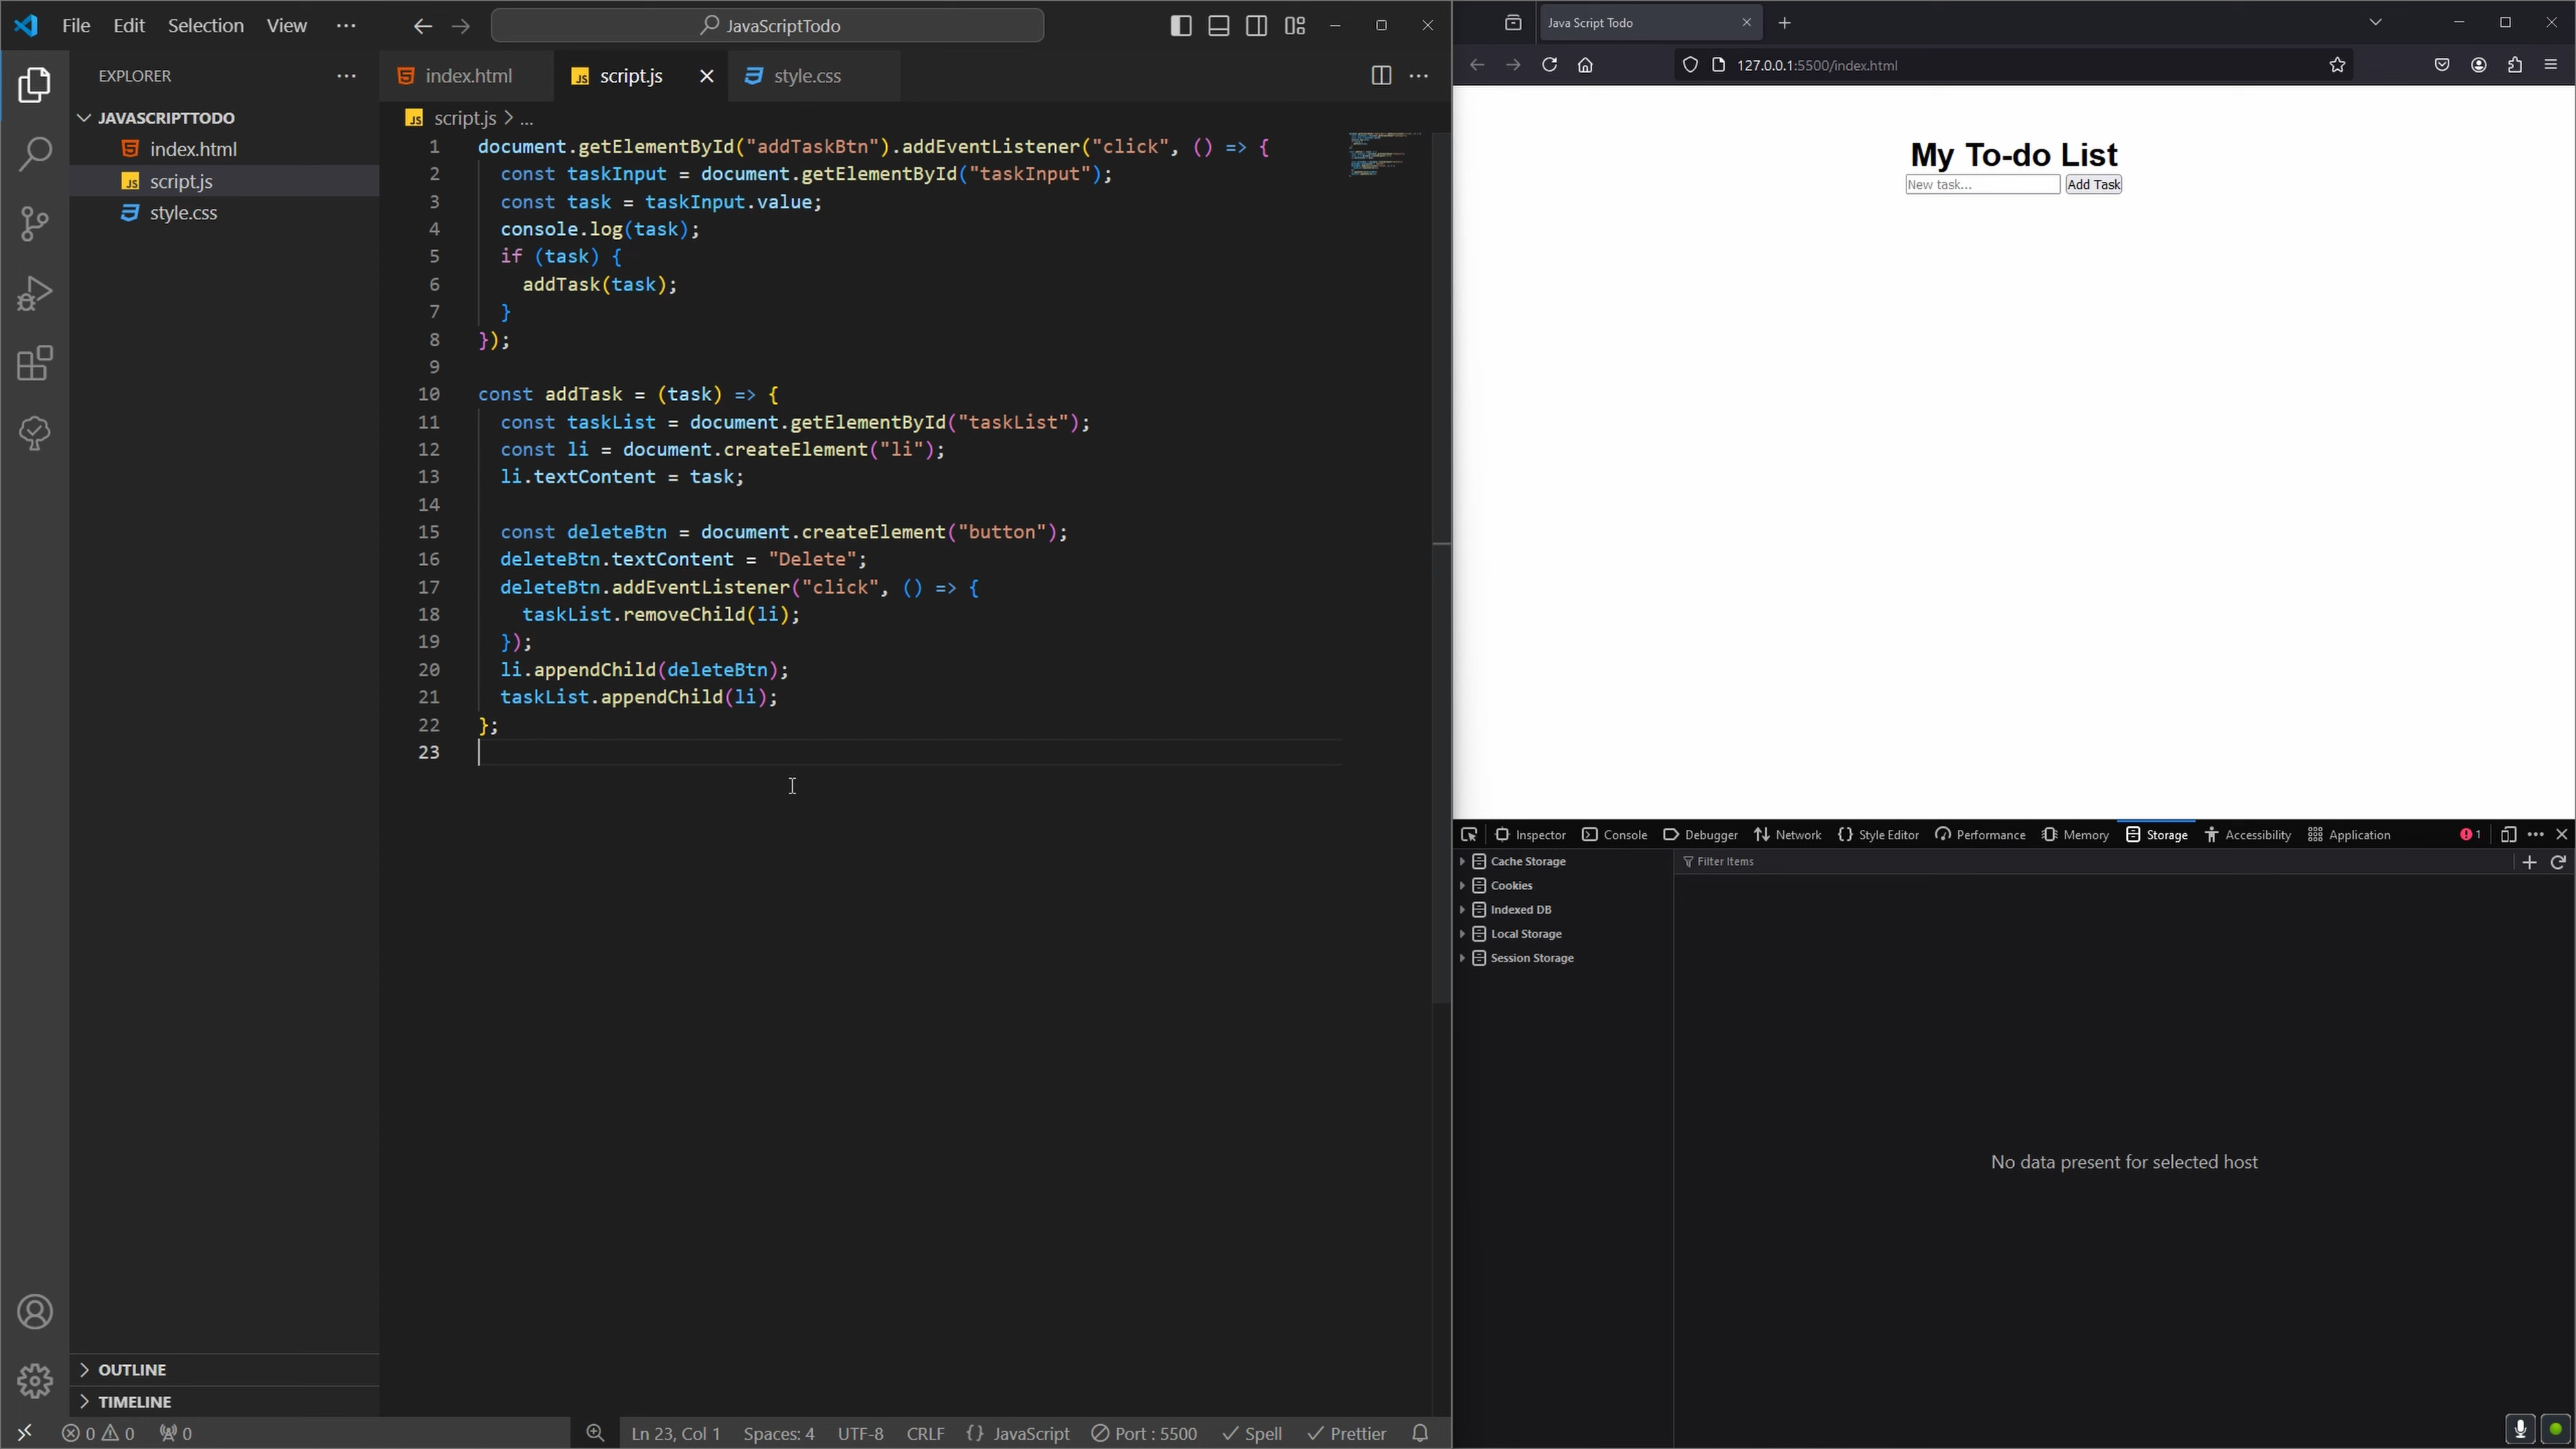 File Edit Selection View ···
JavaScriptTodo
EXPLORER
JAVASCRIPTTODO
index.html
script.js
style.css
OUTLINE
TIMELINE
index.html
script.js
style.css
script.js > ...
1 document.getElementById("addTaskBtn").addEventListener("click", () => {
2 const taskInput = document.getElementById("taskInput");
3 const task = taskInput.value;
4 console.log(task);
5 if (task) {
6 addTask(task);
7 }
8 });
9
10 const addTask = (task) => {
11 const taskList = document.getElementById("taskList");
12 const li = document.createElement("li");
13 li.textContent = task;
14
15 const deleteBtn = document.createElement("button");
16 deleteBtn.textContent = "Delete";
17 deleteBtn.addEventListener("click", () => {
18 taskList.removeChild(li);
19 });
20 li.appendChild(deleteBtn);
21 taskList.appendChild(li);
22 };
23
0 0 0 Ln 23, Col 1 Spaces: 4 UTF-8 CRLF {} JavaScript Port : 5500 Spell Prettier
Java Script Todo
127.0.0.1:5500/index.html
My To-do List
New task... Add Task
Inspector Console Debugger Network Style Editor Performance Memory Storage Accessibility Application 1
Cache Storage
Cookies
Indexed DB
Local Storage
Session Storage
Filter Items
No data present for selected host